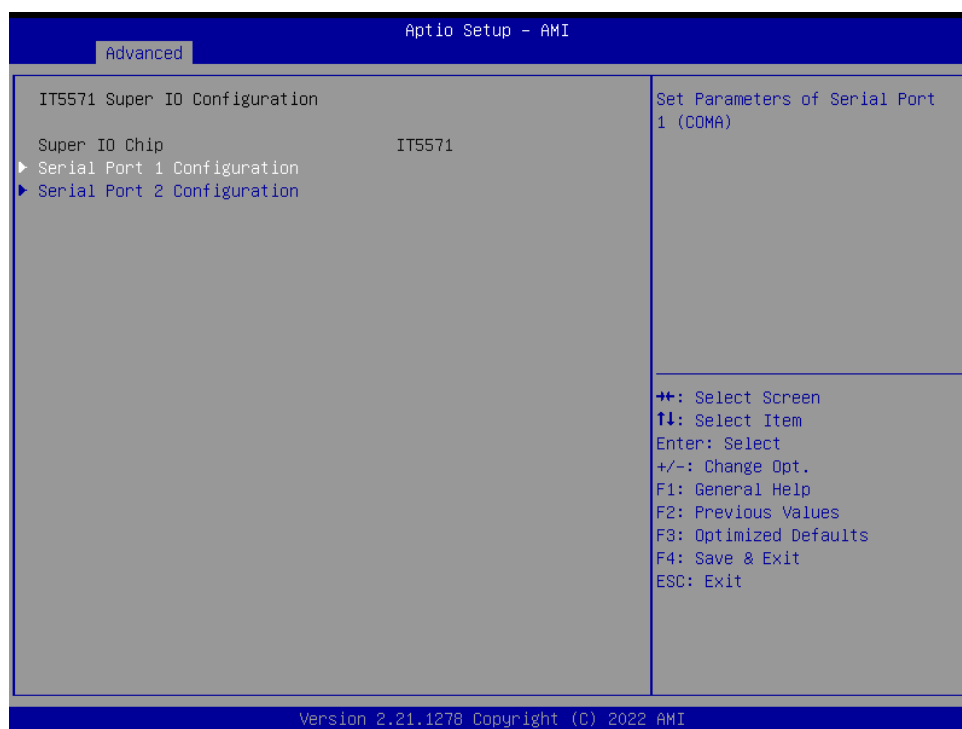 Aptio Setup - AMI
Advanced
IT5571 Super IO Configuration
Super IO Chip IT5571
Serial Port 1 Configuration
Serial Port 2 Configuration
Set Parameters of Serial Port
1 (COMA)
→←: Select Screen
↑↓: Select Item
Enter: Select
+/-: Change Opt.
F1: General Help
F2: Previous Values
F3: Optimized Defaults
F4: Save & Exit
ESC: Exit
Version 2.21.1278 Copyright (C) 2022 AMI